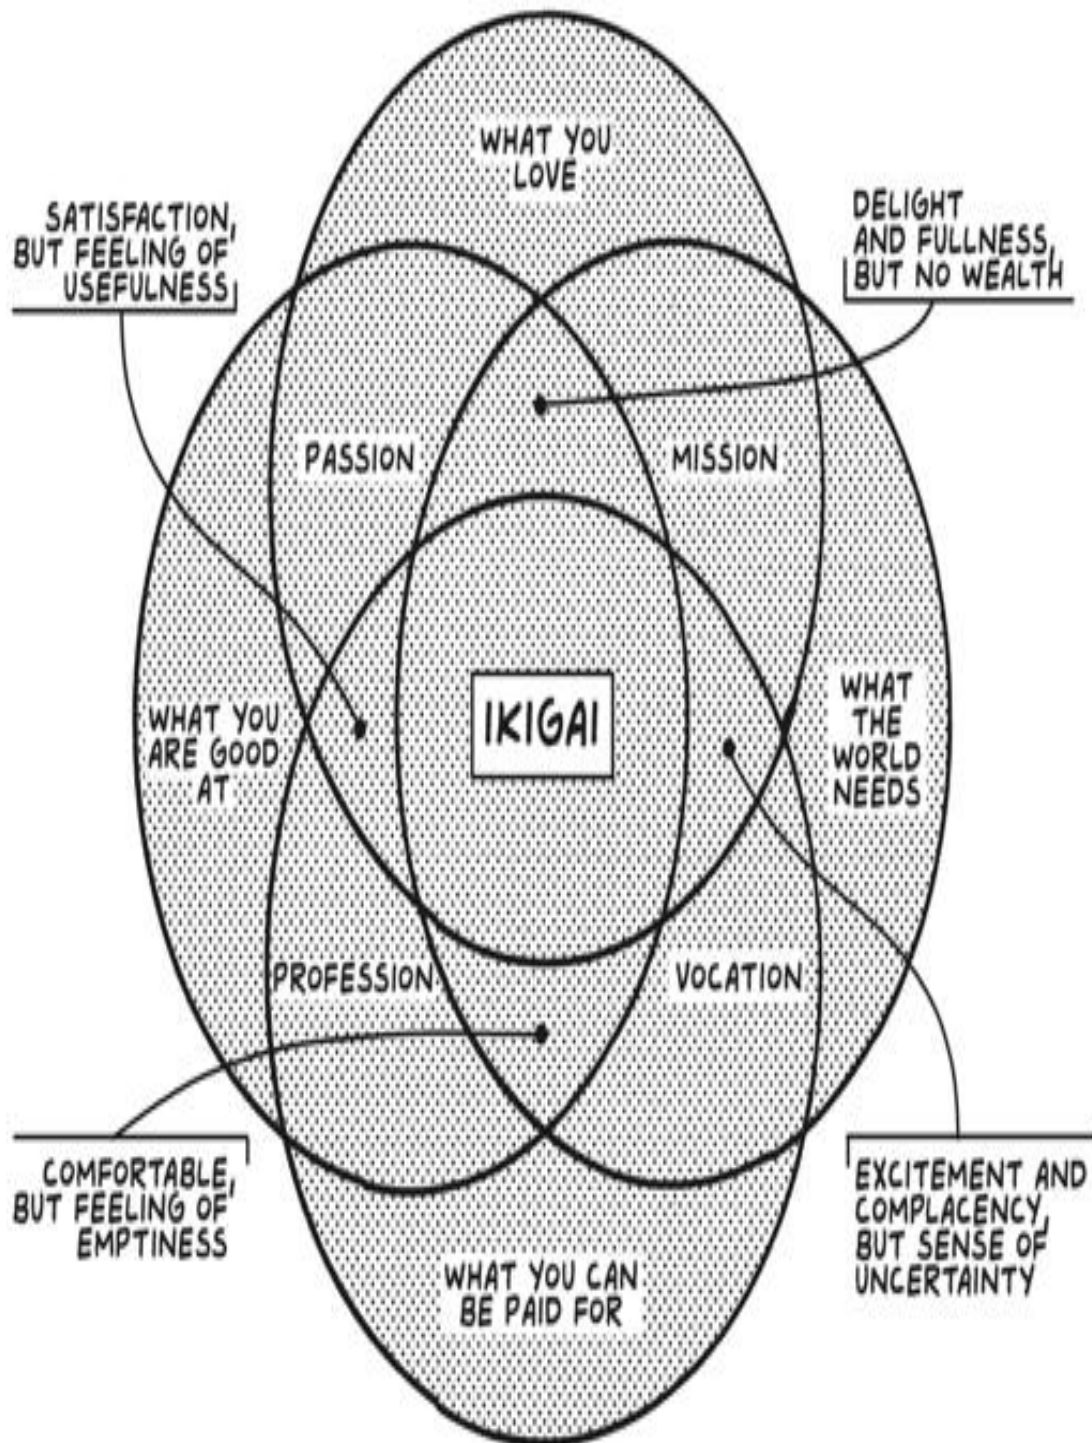 WHAT YOU
LOVE
SATISFACTION,
BUT FEELING OF
USEFULNESS
DELIGHT
AND FULLNESS,
BUT NO WEALTH
PASSION
MISSION
WHAT YOU
ARE GOOD
AT
IKIGAI
WHAT
THE
WORLD
NEEDS
PROFESSION
VOCATION
COMFORTABLE,
BUT FEELING OF
EMPTINESS
EXCITEMENT AND
COMPLACENCY,
BUT SENSE OF
UNCERTAINTY
WHAT YOU CAN
BE PAID FOR